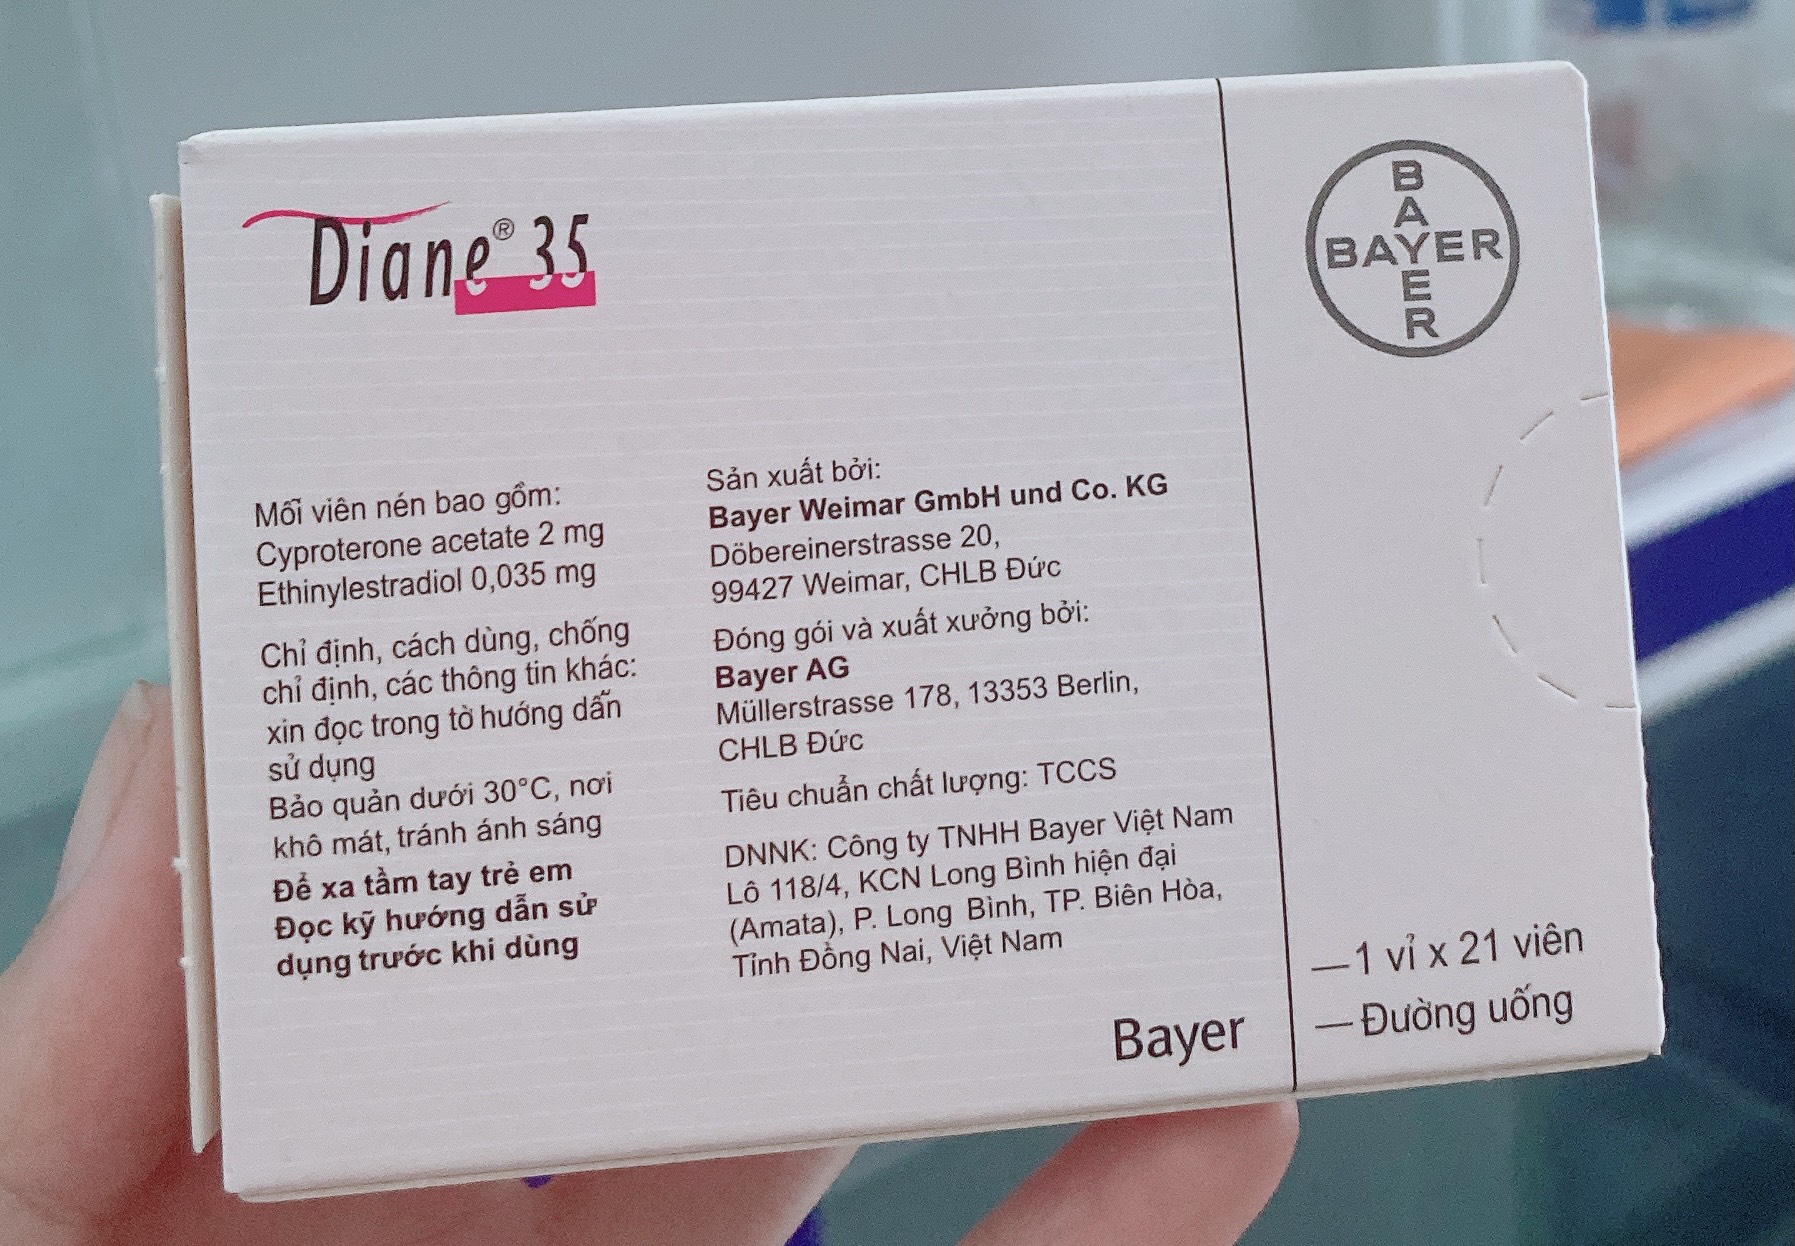 Diane® 35
Mỗi viên nén bao gồm:
Cyproterone acetate 2 mg
Ethinylestradiol 0,035 mg
Chỉ định, cách dùng, chống
chỉ định, các thông tin khác:
xin đọc trong tờ hướng dẫn
sử dụng
Bảo quản dưới 30°C, nơi
khô mát, tránh ánh sáng
Để xa tầm tay trẻ em
Đọc kỹ hướng dẫn sử
dụng trước khi dùng
Sản xuất bởi:
Bayer Weimar GmbH und Co. KG
Döbereinerstrasse 20,
99427 Weimar, CHLB Đức
Đóng gói và xuất xưởng bởi:
Bayer AG
Müllerstrasse 178, 13353 Berlin,
CHLB Đức
Tiêu chuẩn chất lượng: TCCS
DNNK: Công ty TNHH Bayer Việt Nam
Lô 118/4, KCN Long Bình hiện đại
(Amata), P. Long Bình, TP. Biên Hòa,
Tỉnh Đồng Nai, Việt Nam
Bayer
BAYER
BAYER
—1 vỉ x 21 viên
—Đường uống